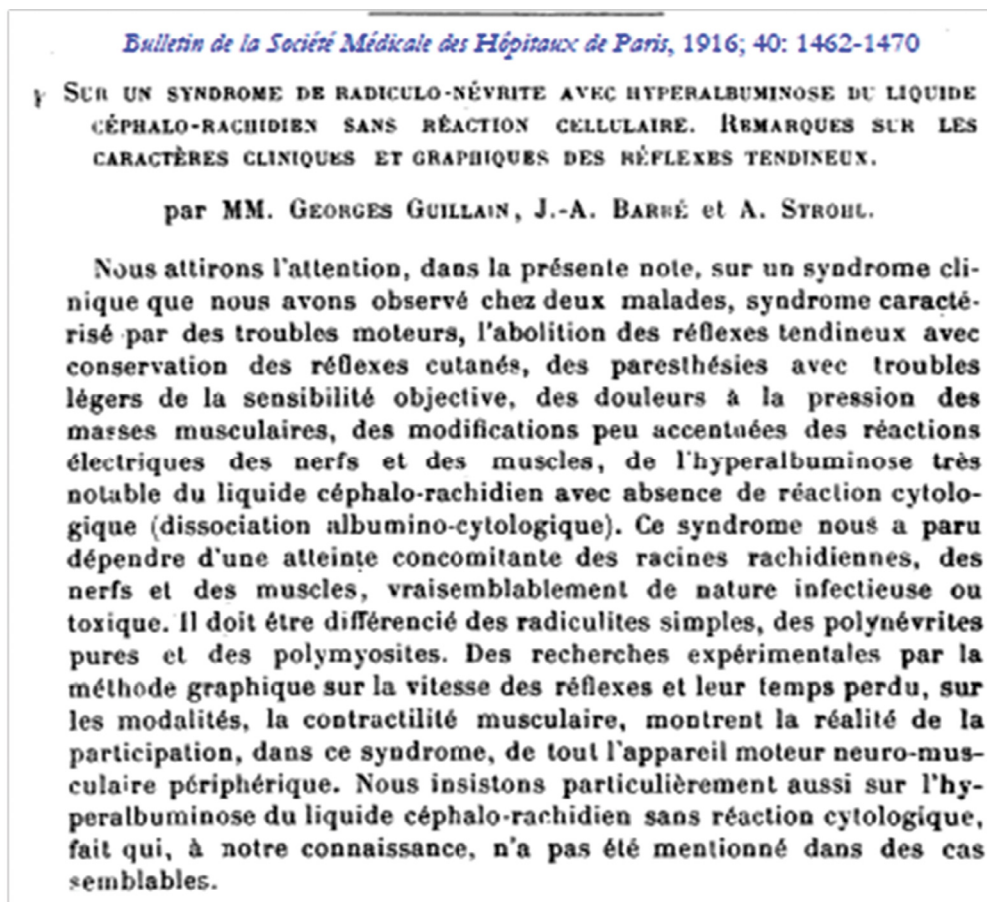 Bulletin de la Société Médicale des Hôpitaux de Paris, 1916; 40: 1462-1470
SUR UN SYNDROME DE RADICULO-NÉVRITE AVEC HYPERALBUMINOSE DU LIQUIDE
CÉPHALO-RACHIDIEN SANS RÉACTION CELLULAIRE. REMARQUES SUR LES
CARACTÈRES CLINIQUES ET GRAPHIQUES DES RÉFLEXES TENDINEUX.
par MM. GEORGES GUILLAIN, J.-A. BARRÉ et A. STROHL.
Nous attirons l'attention, dans la présente note, sur un syndrome cli-
nique que nous avons observé chez deux malades, syndrome caracté-
risé par des troubles moteurs, l'abolition des réflexes tendineux avec
conservation des réflexes cutanés, des paresthésies avec troubles
légers de la sensibilité objective, des douleurs à la pression des
masses musculaires, des modifications peu accentuées des réactions
électriques des nerfs et des muscles, de l'hyperalbuminose très
notable du liquide céphalo-rachidien avec absence de réaction cytolo-
gique (dissociation albumino-cytologique). Ce syndrome nous a paru
dépendre d'une atteinte concomitante des racines rachidiennes, des
nerfs et des muscles, vraisemblablement de nature infectieuse ou
toxique. Il doit être différencié des radiculites simples, des polynévrites
pures et des polymyosites. Des recherches expérimentales par la
méthode graphique sur la vitesse des réflexes et leur temps perdu, sur
les modalités, la contractilité musculaire, montrent la réalité de la
participation, dans ce syndrome, de tout l'appareil moteur neuro-mus-
culaire périphérique. Nous insistons particulièrement aussi sur l'hy-
peralbuminose du liquide céphalo-rachidien sans réaction cytologique,
fait qui, à notre connaissance, n'a pas été mentionné dans des cas
semblables.